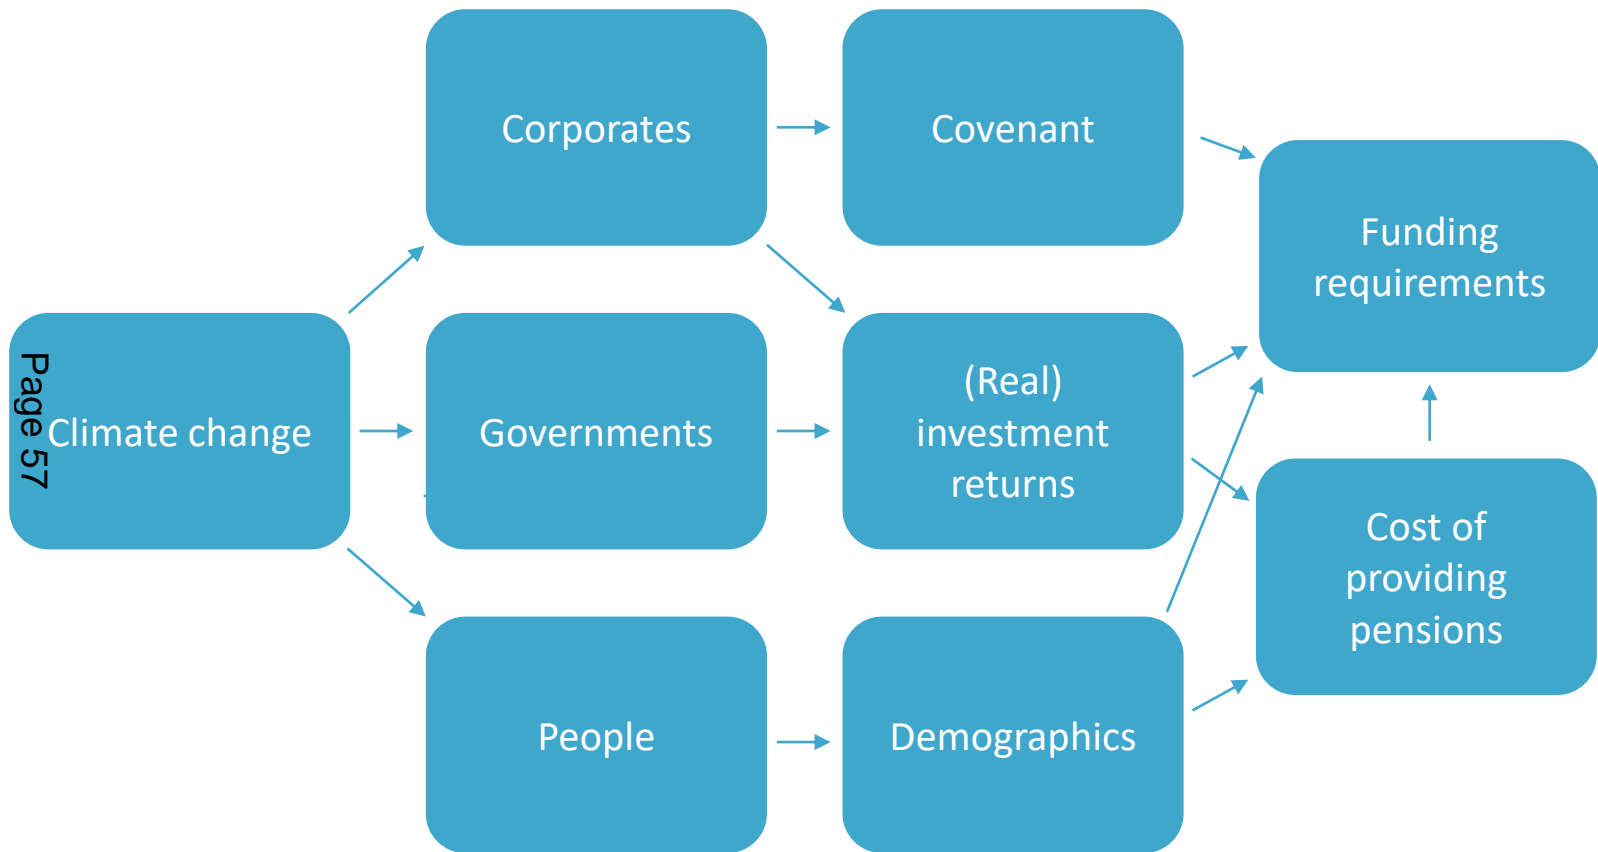 Corporates
Covenant
Funding
requirements
Page 57
Climate change
Governments
(Real)
investment
returns
Cost of
providing
pensions
People
Demographics